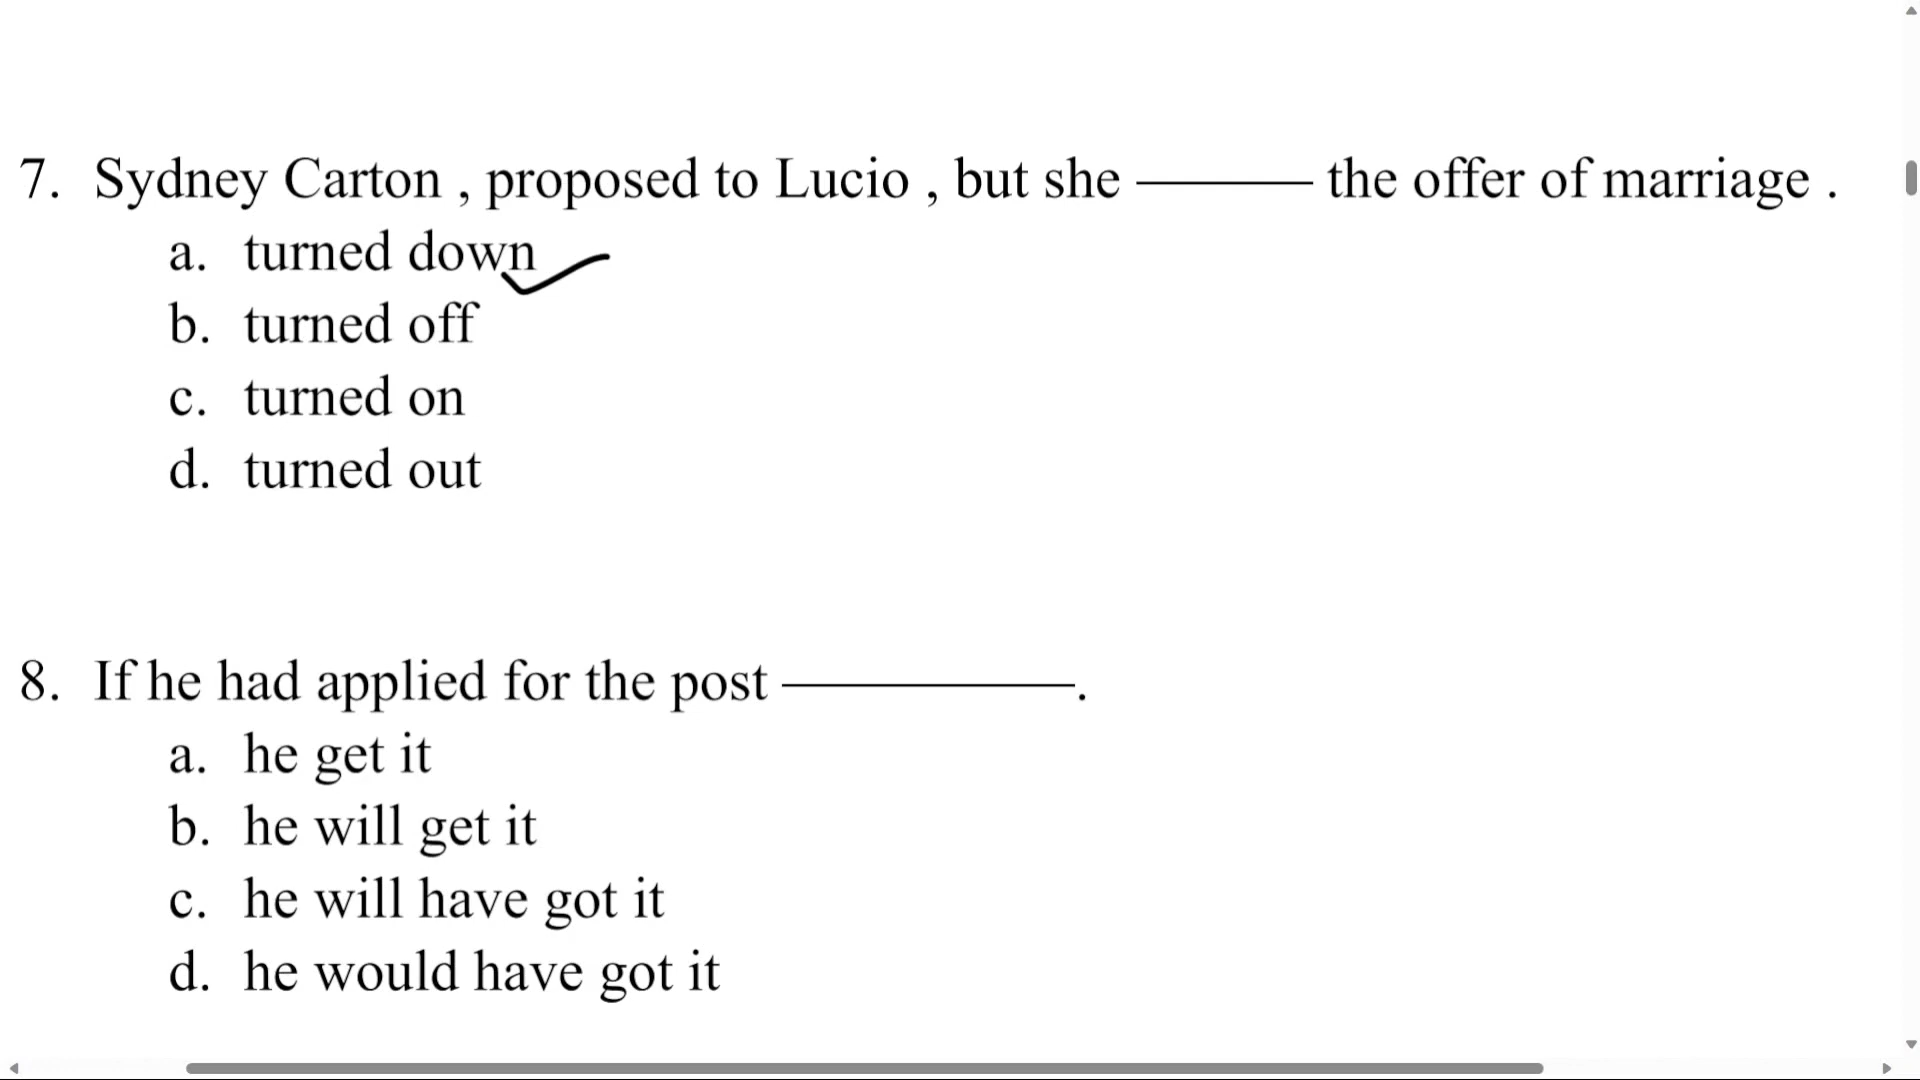 7. Sydney Carton , proposed to Lucio , but she ——— the offer of marriage .
a. turned down
b. turned off
c. turned on
d. turned out
8. If he had applied for the post —————.
a. he get it
b. he will get it
c. he will have got it
d. he would have got it